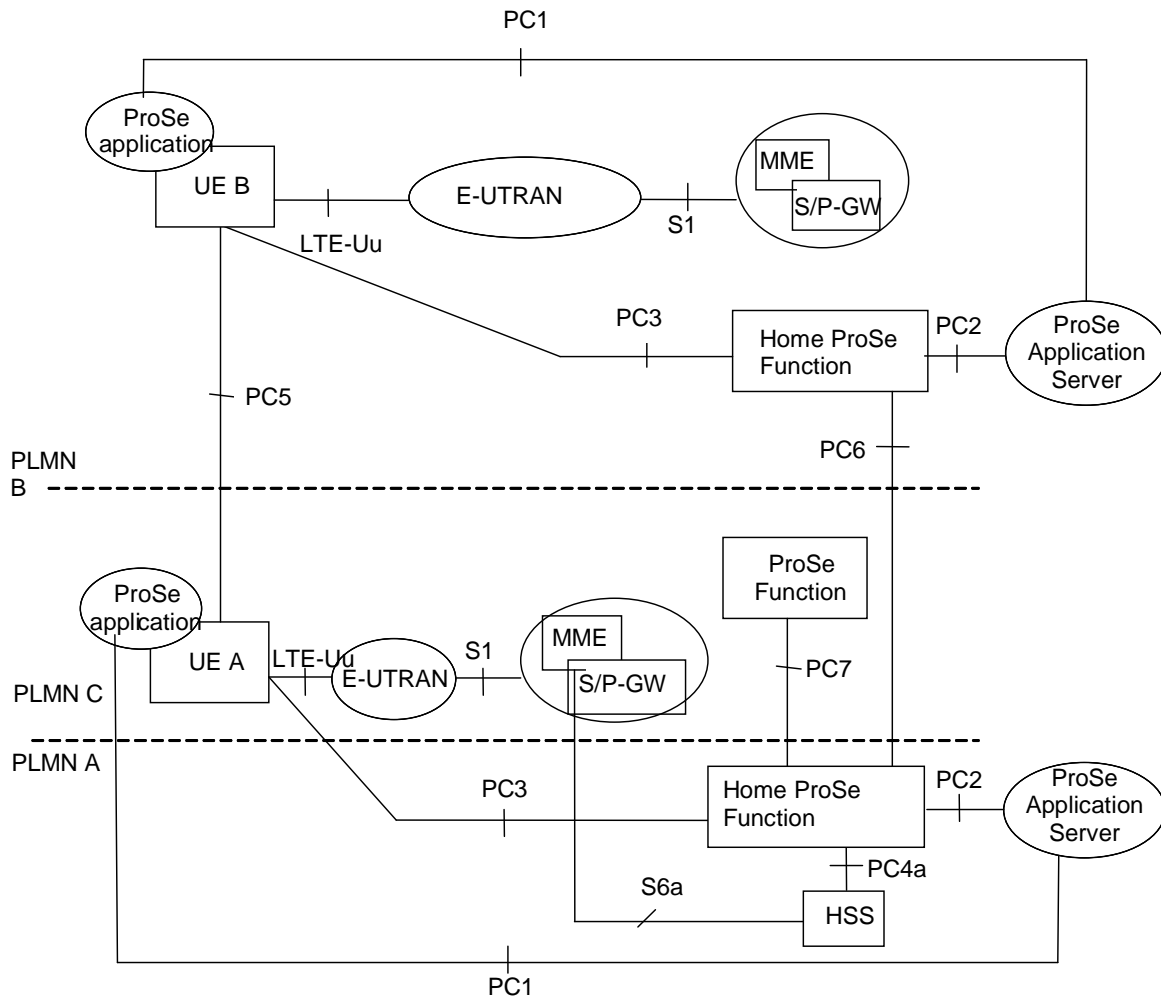 PC1
ProSe
application
UE B
E-UTRAN
MME
S/P-GW
LTE-Uu
S1
PC3
Home ProSe
Function
PC2
ProSe
Application
Server
PC5
PC6
PLMN
B
ProSe
Function
ProSe
application
UE A
LTE-Uu
E-UTRAN
S1
MME
S/P-GW
PC7
PLMN C
PLMN A
PC3
Home ProSe
Function
PC2
ProSe
Application
Server
PC4a
S6a
HSS
PC1